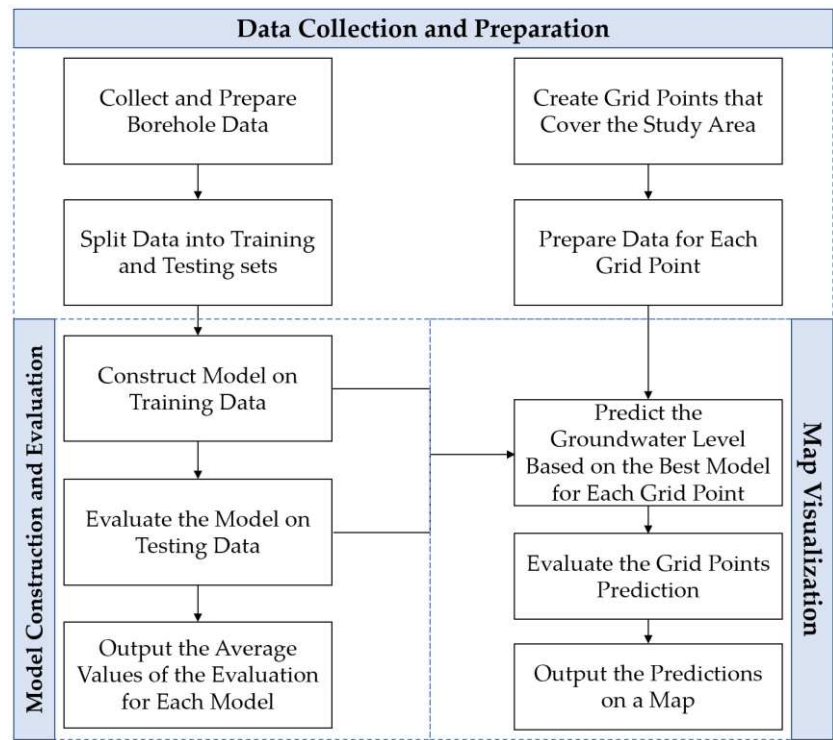 Data Collection and Preparation
Collect and Prepare
Borehole Data
Create Grid Points that
Cover the Study Area
Split Data into Training
and Testing sets
Prepare Data for Each
Grid Point
Model Construction and Evaluation
Construct Model on
Training Data
Evaluate the Model on
Testing Data
Output the Average
Values of the Evaluation
for Each Model
Predict the
Groundwater Level
Based on the Best Model
for Each Grid Point
Evaluate the Grid Points
Prediction
Output the Predictions
on a Map
Map Visualization